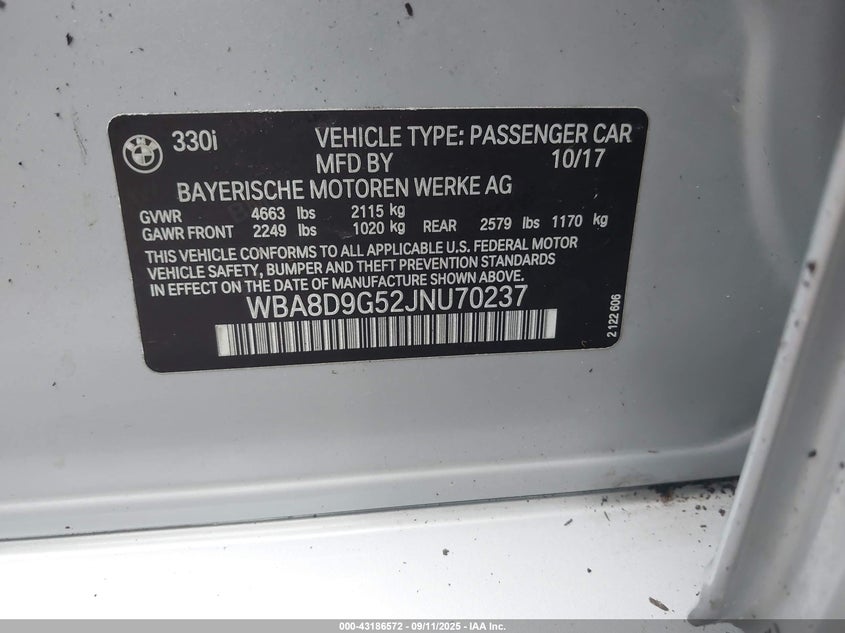 BMW
330i
VEHICLE TYPE: PASSENGER CAR
MFD BY 10/17
BAYERISCHE MOTOREN WERKE AG
GVWR 4663 lbs 2115 kg
GAWR FRONT 2249 lbs 1020 kg REAR 2579 lbs 1170 kg
THIS VEHICLE CONFORMS TO ALL APPLICABLE U.S. FEDERAL MOTOR
VEHICLE SAFETY, BUMPER AND THEFT PREVENTION STANDARDS
IN EFFECT ON THE DATE OF MANUFACTURE SHOWN ABOVE.
WBA8D9G52JNU70237
2 122 606
000-43186572 - 09/11/2025 - IAA Inc.